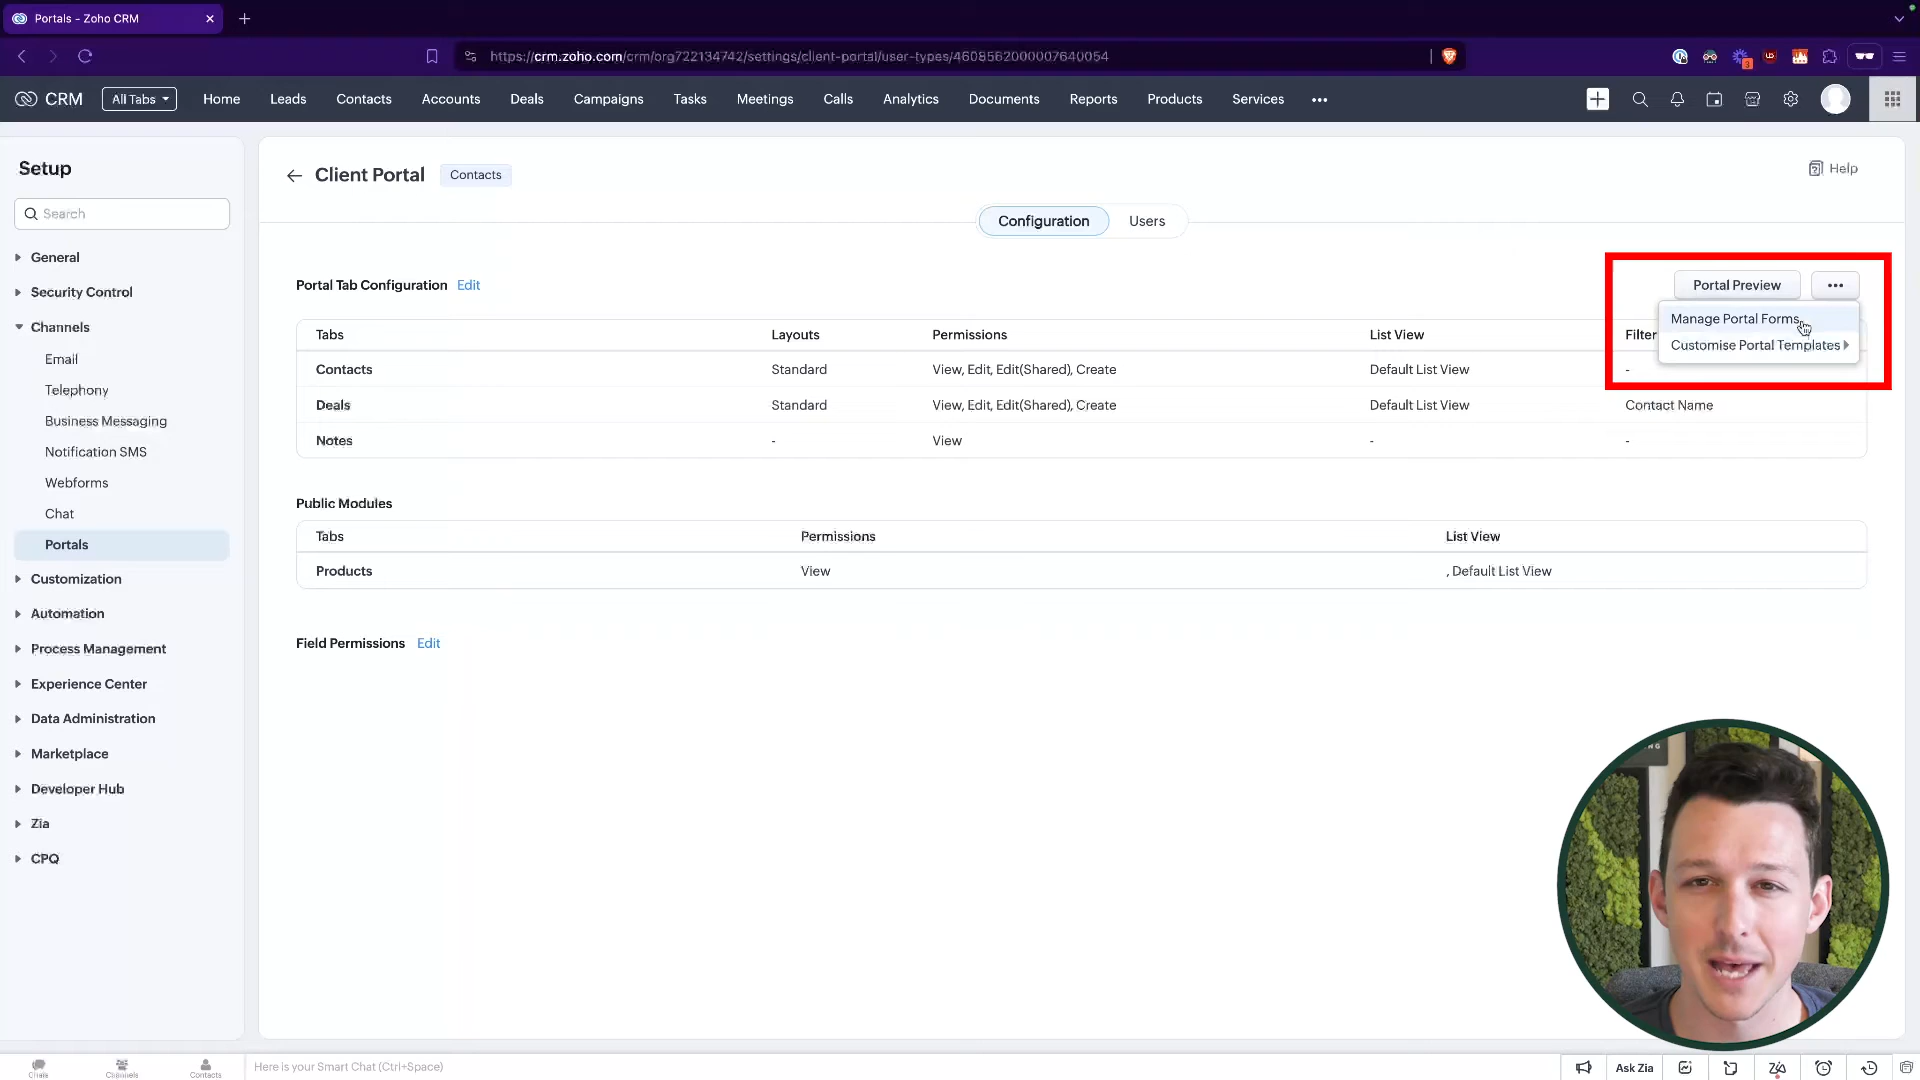 Portals - Zoho CRM
https://crm.zoho.com/crm/org722134742/settings/client-portal/user-types/4608562000007640054
3
CRM
All Tabs
Home
Leads
Contacts
Accounts
Deals
Campaigns
Tasks
Meetings
Calls
Analytics
Documents
Reports
Products
Services
Setup
Search
General
Security Control
Channels
Email
Telephony
Business Messaging
Notification SMS
Webforms
Chat
Portals
Customization
Automation
Process Management
Experience Center
Data Administration
Marketplace
Developer Hub
Zia
CPQ
Client Portal
Contacts
Help
Configuration
Users
Portal Tab Configuration Edit
Portal Preview
Manage Portal Forms
Customise Portal Templates
Tabs Layouts Permissions List View Filter
Contacts Standard View, Edit, Edit(Shared), Create Default List View -
Deals Standard View, Edit, Edit(Shared), Create Default List View Contact Name
Notes - View - -
Public Modules
Tabs Permissions List View
Products View , Default List View
Field Permissions Edit
Chats
Channels
Contacts
Here is your Smart Chat (Ctrl+Space)
Ask Zia